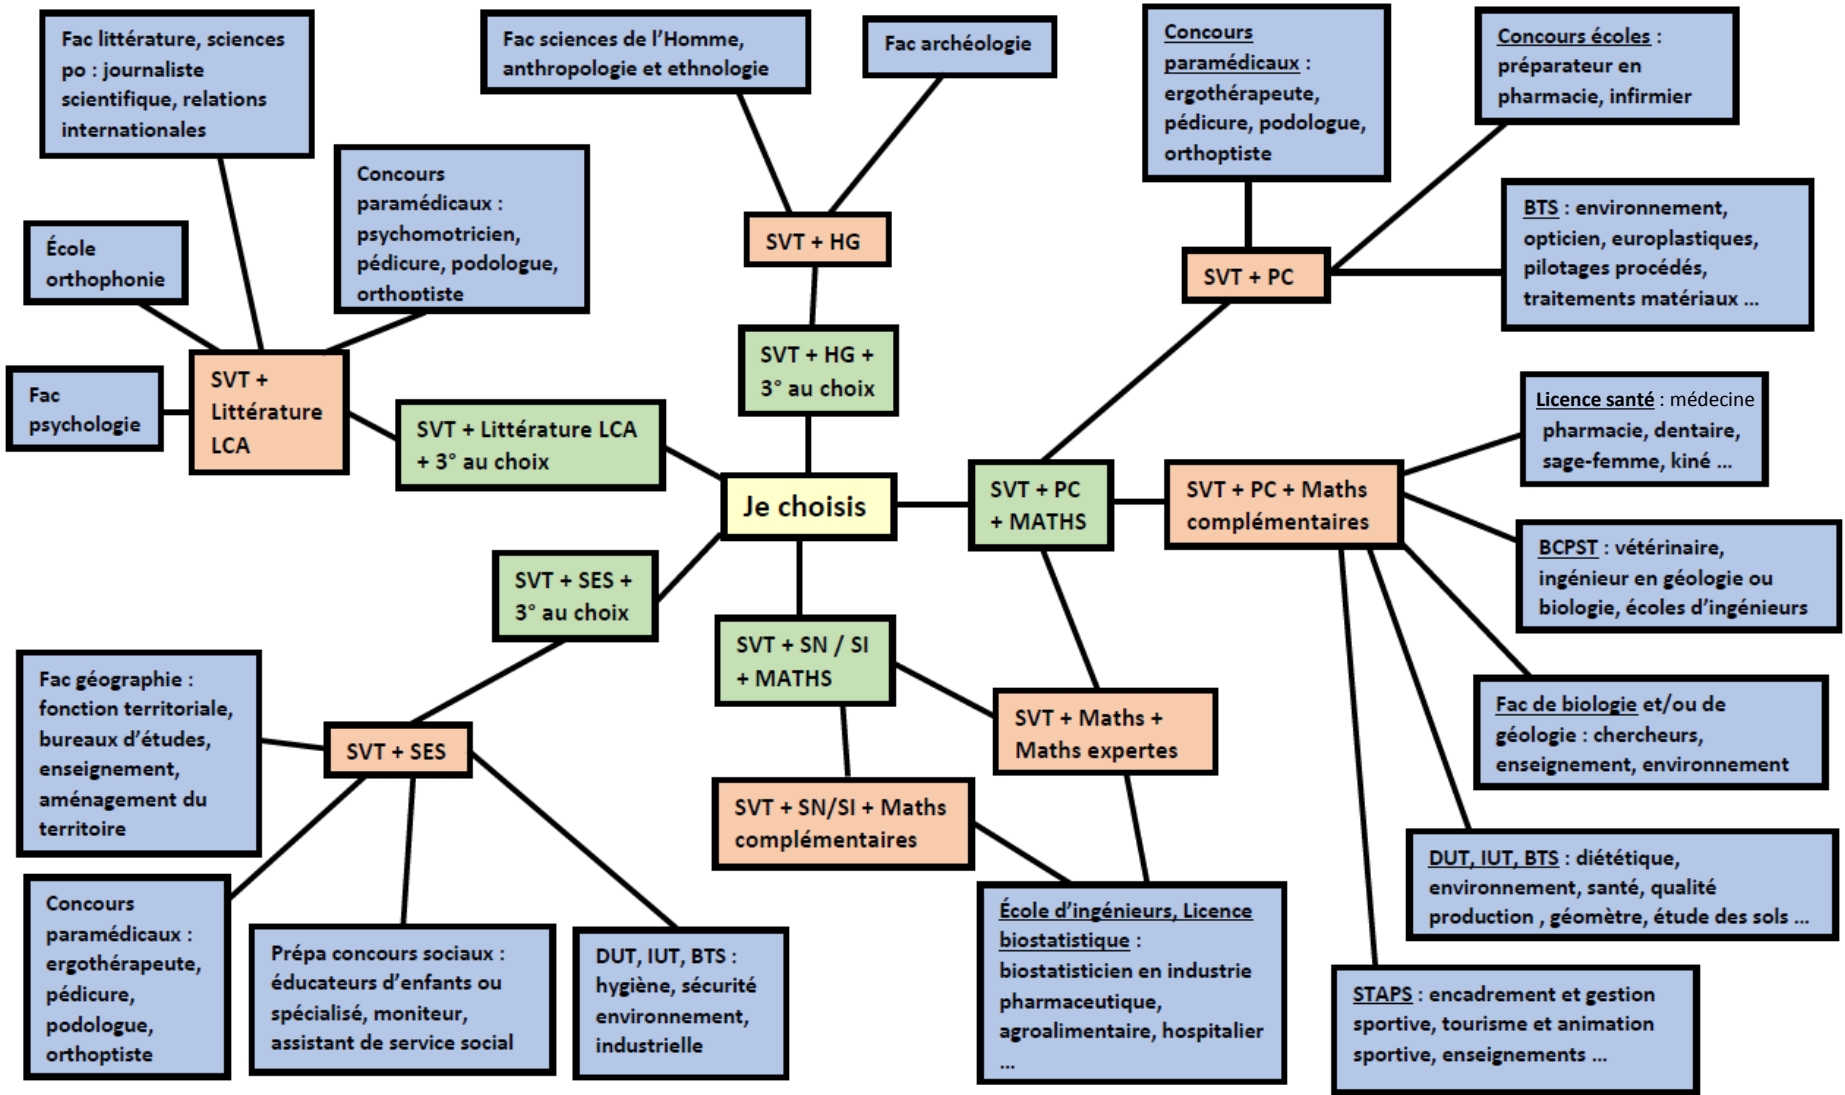 Fac littérature, sciences
po : journaliste
scientifique, relations
internationales
Fac sciences de l'Homme,
anthropologie et ethnologie
Fac archéologie
Concours
paramédicaux :
ergothérapeute,
pédicure, podologue,
orthoptiste
Concours écoles :
préparateur en
pharmacie, infirmier
École
orthophonie
Concours
paramédicaux :
psychomotricien,
pédicure, podologue,
orthoptiste
SVT + HG
SVT + PC
BTS : environnement,
opticien, europlastiques,
pilotages procédés,
traitements matériaux ...
Fac
psychologie
SVT +
Littérature
LCA
SVT + Littérature LCA
+ 3° au choix
SVT + HG +
3° au choix
Licence santé : médecine
pharmacie, dentaire,
sage-femme, kiné ...
Je choisis
SVT + PC
+ MATHS
SVT + PC + Maths
complémentaires
BCPST : vétérinaire,
ingénieur en géologie ou
biologie, écoles d'ingénieurs
SVT + SES +
3° au choix
SVT + SN / SI
+ MATHS
Fac géographie :
fonction territoriale,
bureaux d'études,
enseignement,
aménagement du
territoire
SVT + SES
SVT + Maths +
Maths expertes
Fac de biologie et/ou de
géologie : chercheurs,
enseignement, environnement
SVT + SN/SI + Maths
complémentaires
DUT, IUT, BTS : diététique,
environnement, santé, qualité
production , géomètre, étude des sols ...
Concours
paramédicaux :
ergothérapeute,
pédicure,
podologue,
orthoptiste
Prépa concours sociaux :
éducateurs d'enfants ou
spécialisé, moniteur,
assistant de service social
DUT, IUT, BTS :
hygiène, sécurité
environnement,
industrielle
École d'ingénieurs, Licence
biostatistique :
biostatisticien en industrie
pharmaceutique,
agroalimentaire, hospitalier
...
STAPS : encadrement et gestion
sportive, tourisme et animation
sportive, enseignements ...